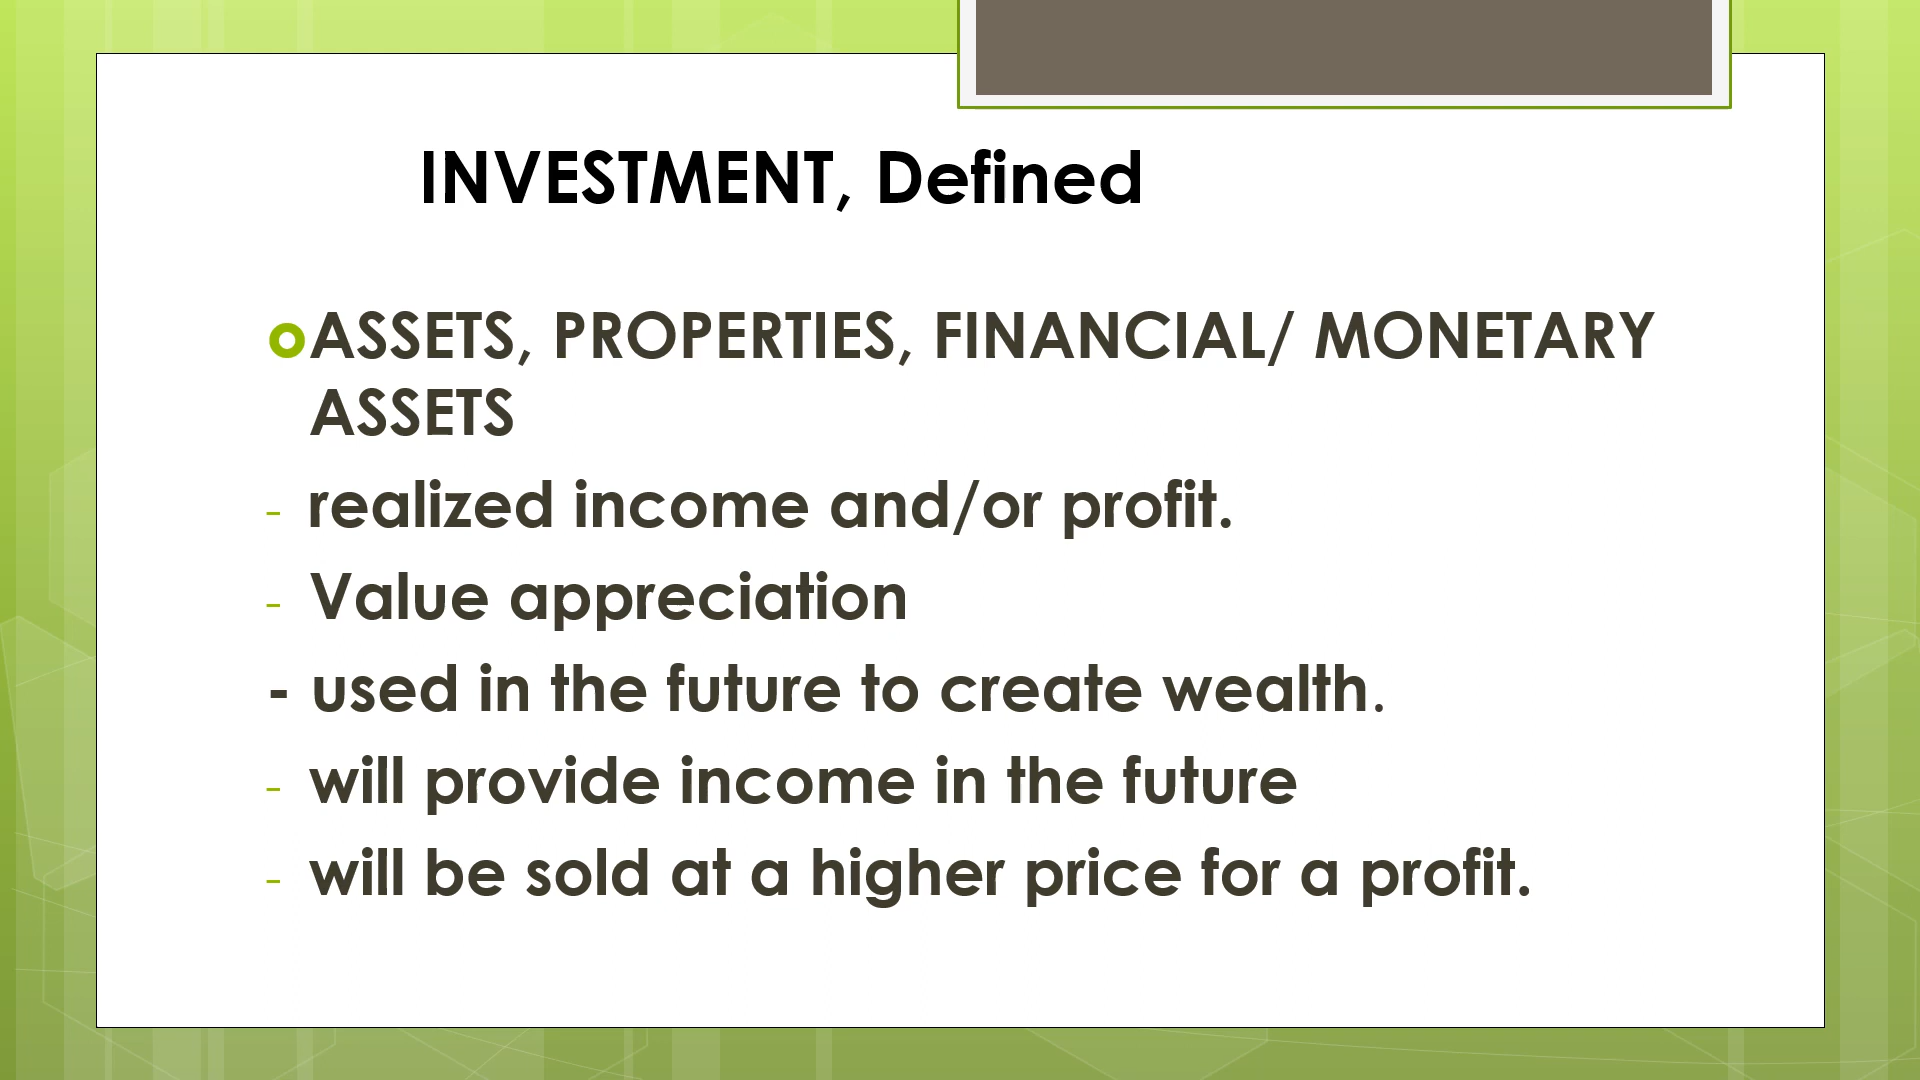 INVESTMENT, Defined
ASSETS, PROPERTIES, FINANCIAL/ MONETARY
ASSETS
- realized income and/or profit.
- Value appreciation
- used in the future to create wealth.
- will provide income in the future
- will be sold at a higher price for a profit.